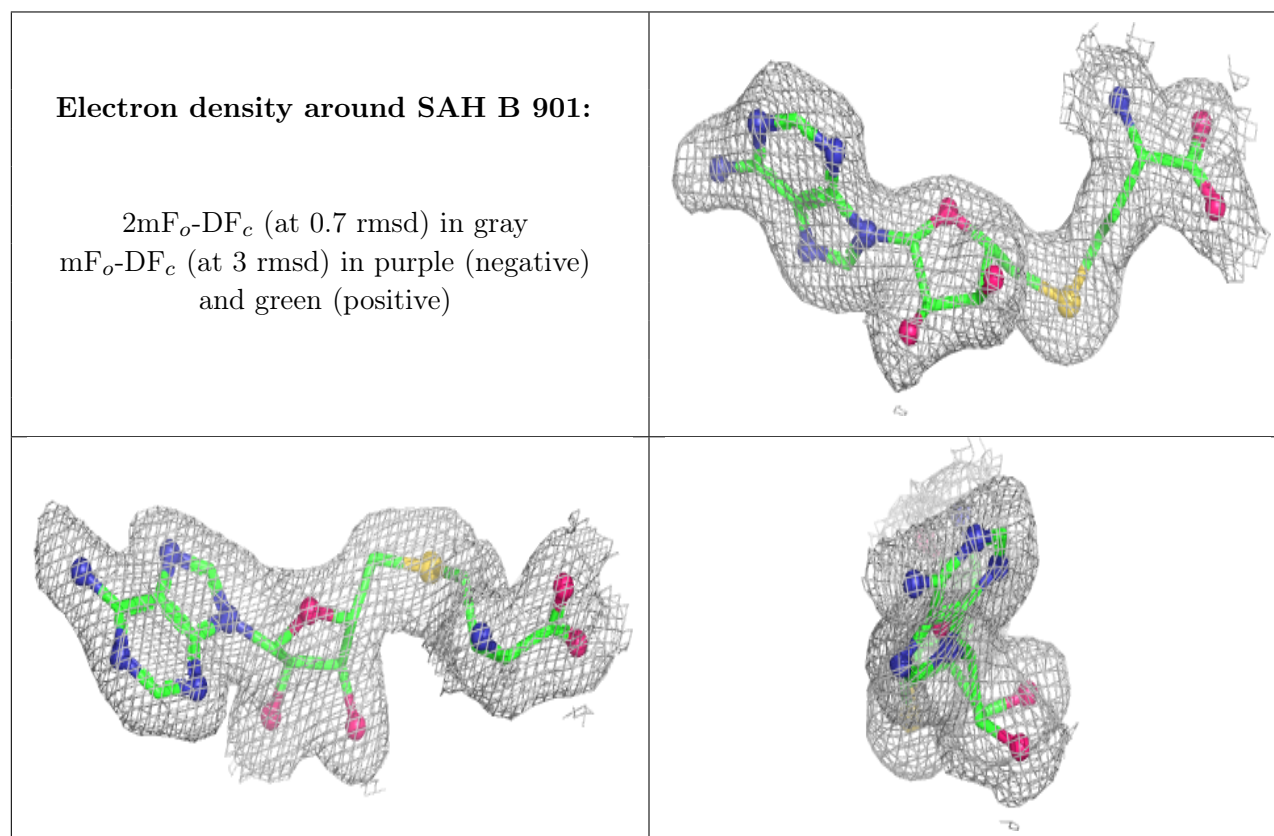 Electron density around SAH B 901:
2mFₒ-DF𝒸 (at 0.7 rmsd) in gray
mFₒ-DF𝒸 (at 3 rmsd) in purple (negative)
and green (positive)